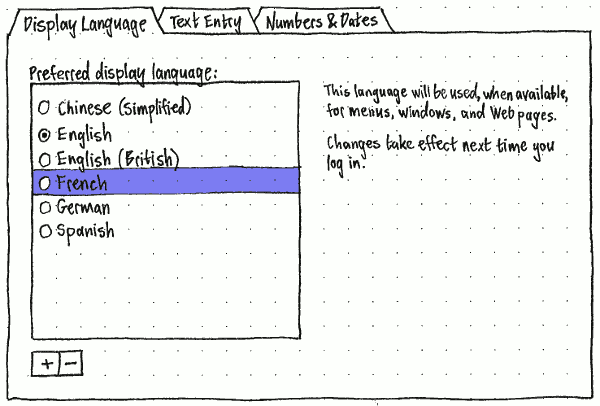 Display Language
Text Entry
Numbers & Dates
Preferred display language:
Chinese (Simplified)
English
English (British)
French
German
Spanish
+ −
This language will be used, when available,
for menus, windows, and Web pages.
Changes take effect next time you
log in.